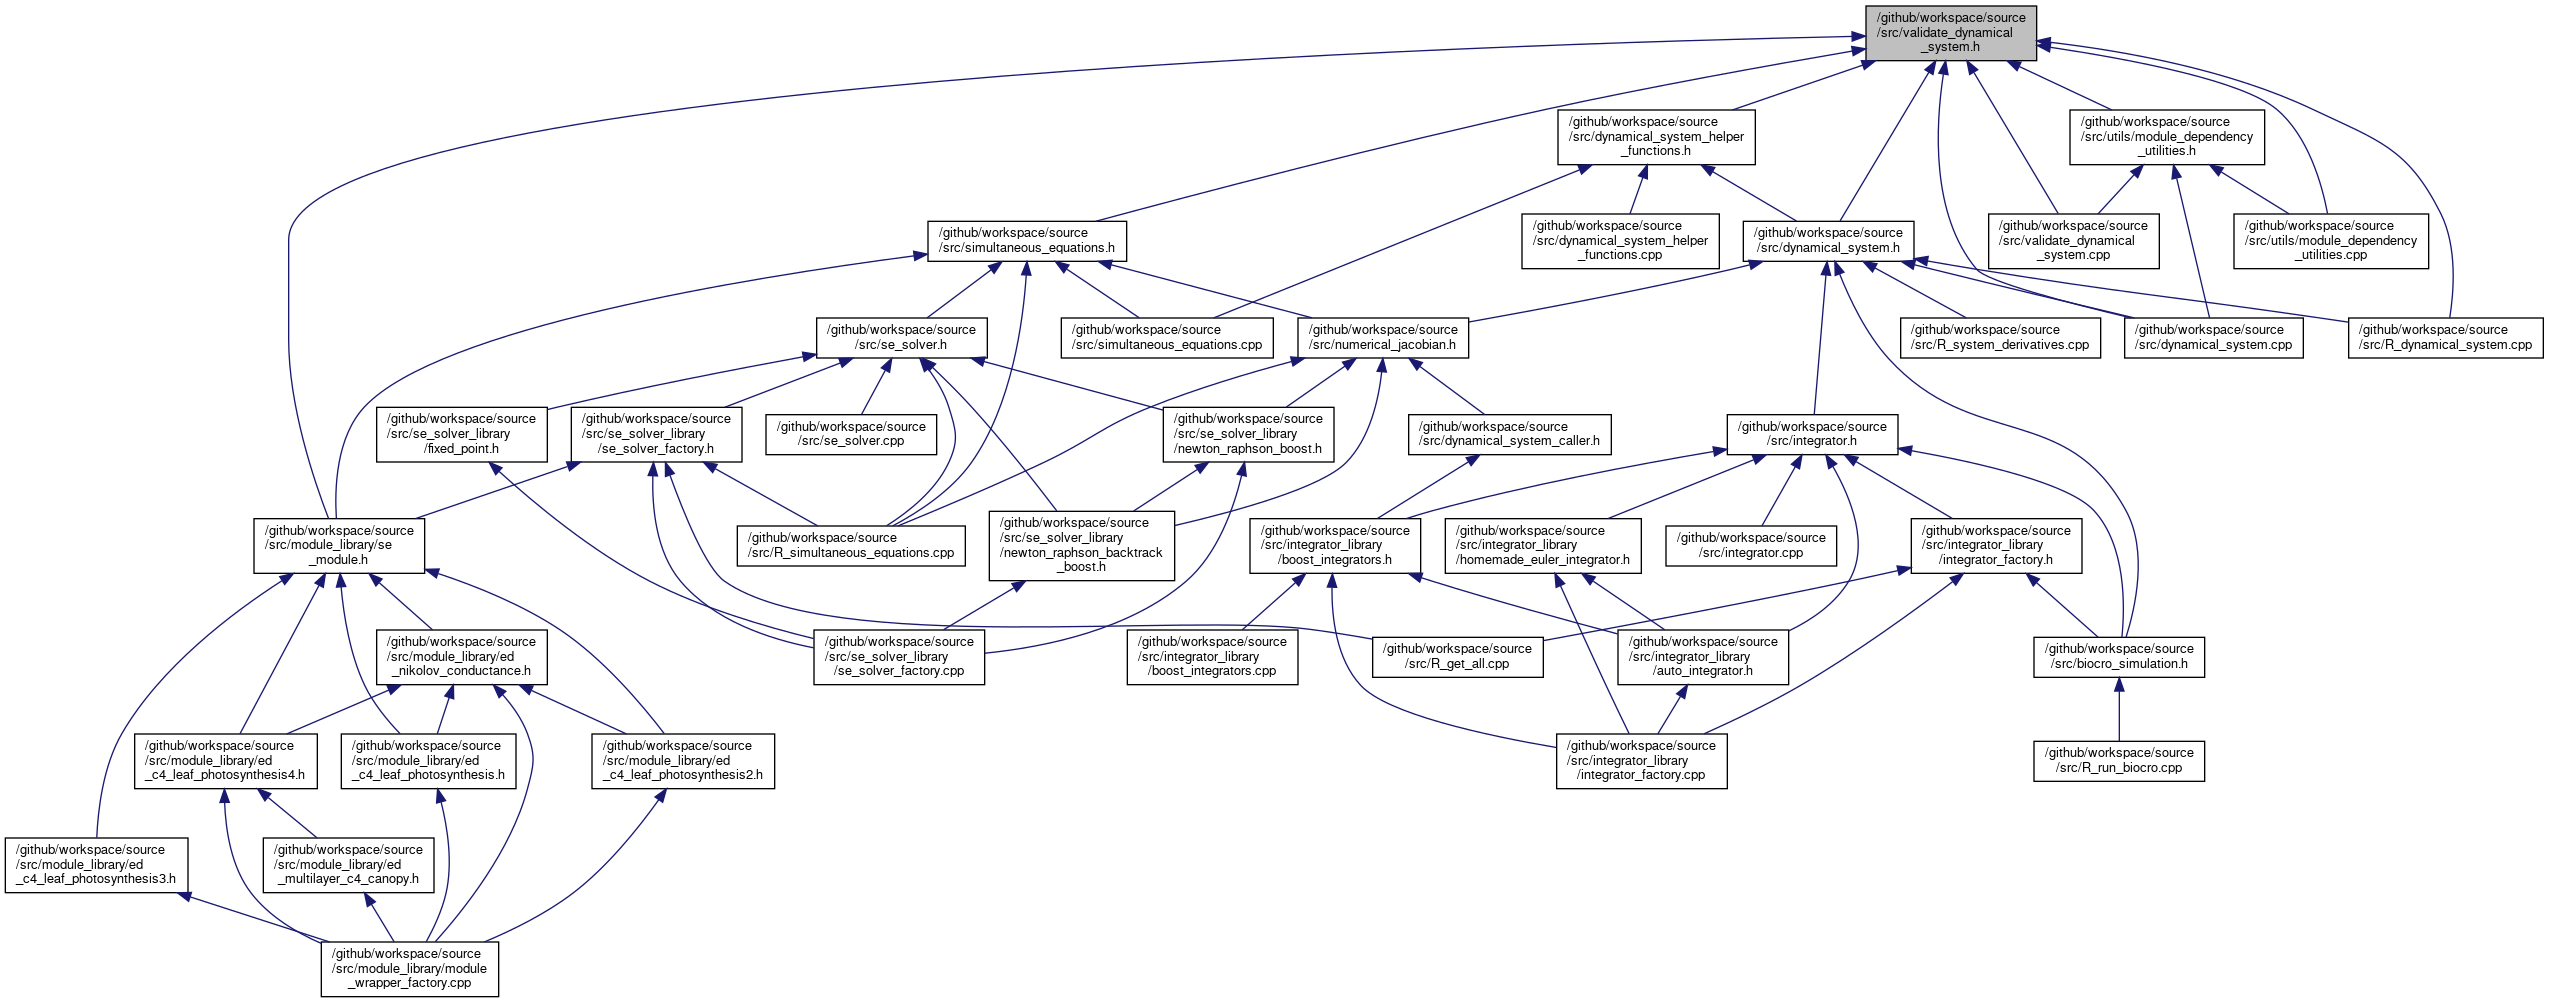 /github/workspace/source
/src/validate_dynamical
_system.h
/github/workspace/source
/src/dynamical_system_helper
_functions.h
/github/workspace/source
/src/utils/module_dependency
_utilities.h
/github/workspace/source
/src/simultaneous_equations.h
/github/workspace/source
/src/dynamical_system_helper
_functions.cpp
/github/workspace/source
/src/dynamical_system.h
/github/workspace/source
/src/validate_dynamical
_system.cpp
/github/workspace/source
/src/utils/module_dependency
_utilities.cpp
/github/workspace/source
/src/se_solver.h
/github/workspace/source
/src/simultaneous_equations.cpp
/github/workspace/source
/src/numerical_jacobian.h
/github/workspace/source
/src/R_system_derivatives.cpp
/github/workspace/source
/src/dynamical_system.cpp
/github/workspace/source
/src/R_dynamical_system.cpp
/github/workspace/source
/src/se_solver_library
/fixed_point.h
/github/workspace/source
/src/se_solver_library
/se_solver_factory.h
/github/workspace/source
/src/se_solver.cpp
/github/workspace/source
/src/se_solver_library
/newton_raphson_boost.h
/github/workspace/source
/src/dynamical_system_caller.h
/github/workspace/source
/src/integrator.h
/github/workspace/source
/src/module_library/se
_module.h
/github/workspace/source
/src/R_simultaneous_equations.cpp
/github/workspace/source
/src/se_solver_library
/newton_raphson_backtrack
_boost.h
/github/workspace/source
/src/integrator_library
/boost_integrators.h
/github/workspace/source
/src/integrator_library
/homemade_euler_integrator.h
/github/workspace/source
/src/integrator.cpp
/github/workspace/source
/src/integrator_library
/integrator_factory.h
/github/workspace/source
/src/module_library/ed
_nikolov_conductance.h
/github/workspace/source
/src/se_solver_library
/se_solver_factory.cpp
/github/workspace/source
/src/integrator_library
/boost_integrators.cpp
/github/workspace/source
/src/R_get_all.cpp
/github/workspace/source
/src/integrator_library
/auto_integrator.h
/github/workspace/source
/src/biocro_simulation.h
/github/workspace/source
/src/module_library/ed
_c4_leaf_photosynthesis4.h
/github/workspace/source
/src/module_library/ed
_c4_leaf_photosynthesis.h
/github/workspace/source
/src/module_library/ed
_c4_leaf_photosynthesis2.h
/github/workspace/source
/src/integrator_library
/integrator_factory.cpp
/github/workspace/source
/src/R_run_biocro.cpp
/github/workspace/source
/src/module_library/ed
_c4_leaf_photosynthesis3.h
/github/workspace/source
/src/module_library/ed
_multilayer_c4_canopy.h
/github/workspace/source
/src/module_library/module
_wrapper_factory.cpp